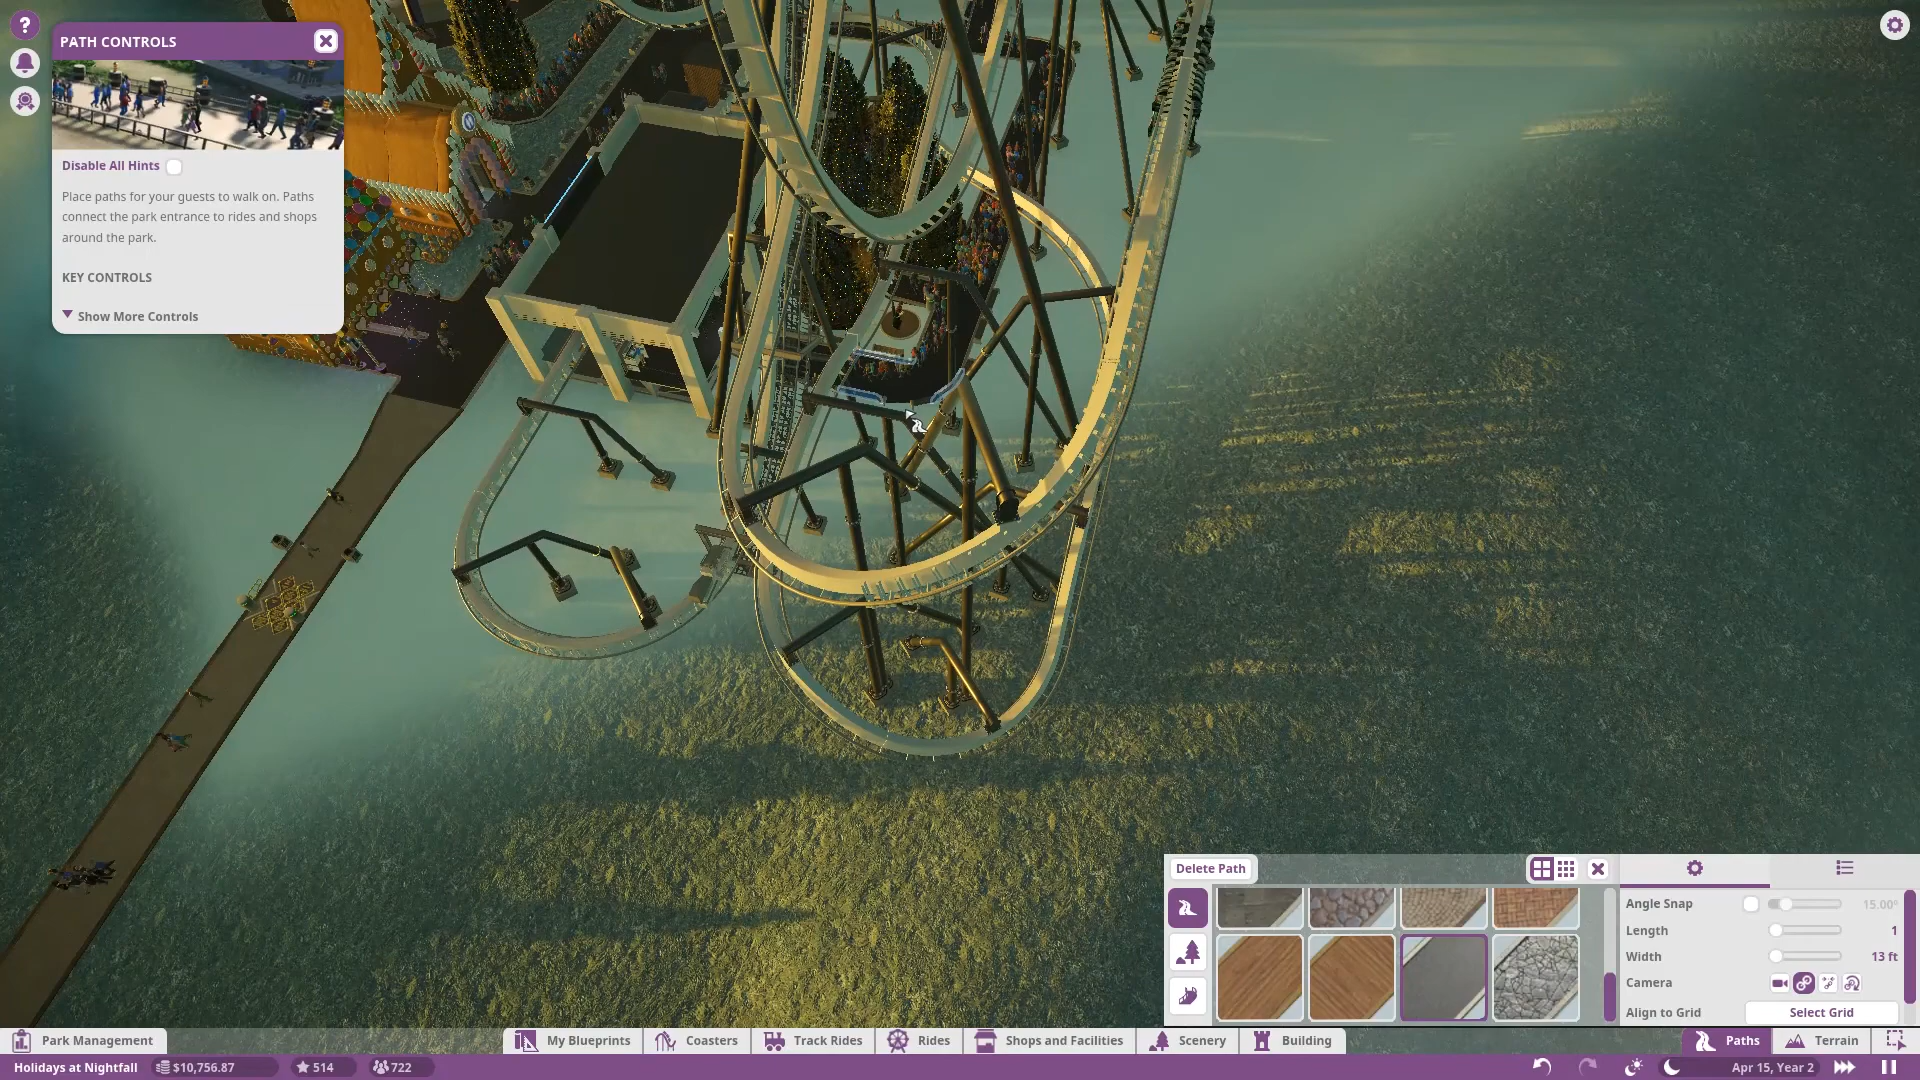 ?
PATH CONTROLS
Disable All Hints
Place paths for your guests to walk on. Paths
connect the park entrance to rides and shops
around the park.
KEY CONTROLS
Show More Controls
Delete Path
Angle Snap 15.00°
Length 1
Width 13 ft
Camera
Align to Grid Select Grid
Park Management My Blueprints Coasters Track Rides Rides Shops and Facilities Scenery Building Paths Terrain
Holidays at Nightfall $10,756.87 514 722 Apr 15, Year 2